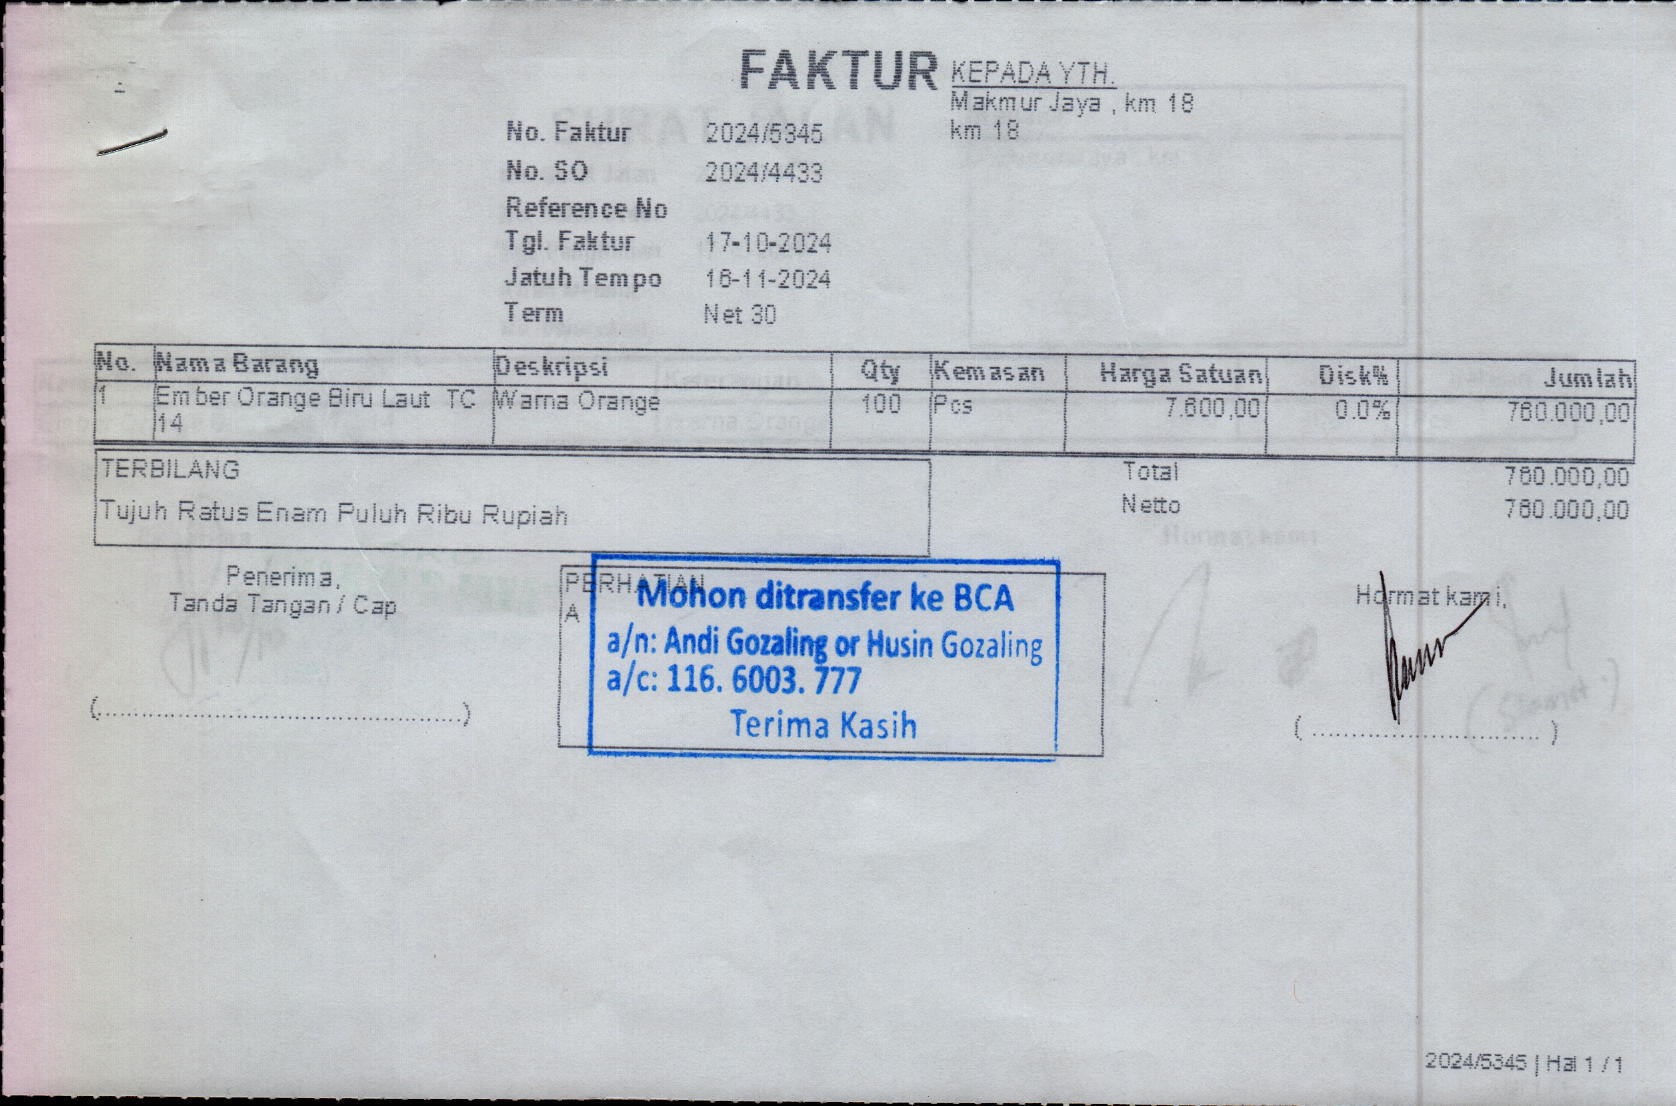 FAKTUR
KEPADA YTH.
Makmur Jaya , km 18
km 18
No. Faktur 2024/5345
No. SO 2024/4433
Reference No
Tgl. Faktur 17-10-2024
Jatuh Tempo 16-11-2024
Term Net 30
No. Nama Barang Deskripsi Qty Kemasan Harga Satuan Disk% Jumlah
1 Ember Orange Biru Laut TC Warna Orange 100 Pcs 7.600,00 0.0% 760.000,00
14
TERBILANG
Tujuh Ratus Enam Puluh Ribu Rupiah
Total 760.000,00
Netto 760.000,00
Penerima,
Tanda Tangan / Cap
(..................................................)
PERHATIAN
A
Mohon ditransfer ke BCA
a/n: Andi Gozaling or Husin Gozaling
a/c: 116. 6003. 777
Terima Kasih
Hormat kami,
( ................................ )
2024/5345 | Hal 1 / 1